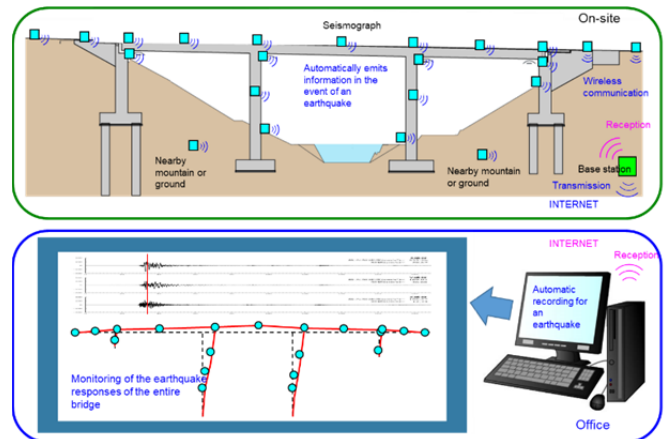 On-site
Seismograph
Automatically emits
information in the
event of an
earthquake
Wireless
communication
Reception
Nearby
mountain or
ground
Nearby mountain
or ground
Base station
Transmission
INTERNET
INTERNET
Reception
Automatic
recording for
an
earthquake
Monitoring of the earthquake
responses of the entire
bridge
Office